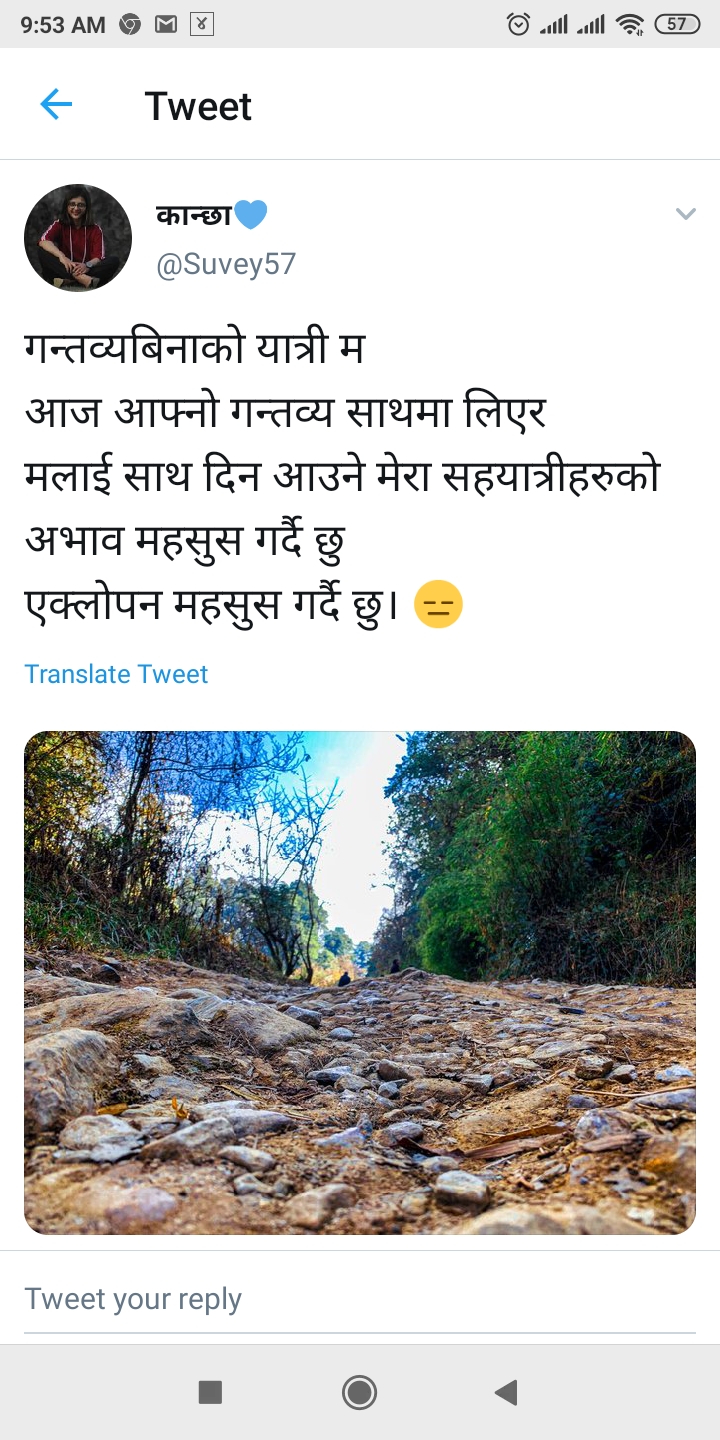 9:53 AM 57
Tweet
कान्छा💙
@Suvey57
गन्तव्यबिनाको यात्री म
आज आफ्नो गन्तव्य साथमा लिएर
मलाई साथ दिन आउने मेरा सहयात्रीहरुको
अभाव महसुस गर्दै छु
एक्लोपन महसुस गर्दै छु। 😑
Translate Tweet
Tweet your reply